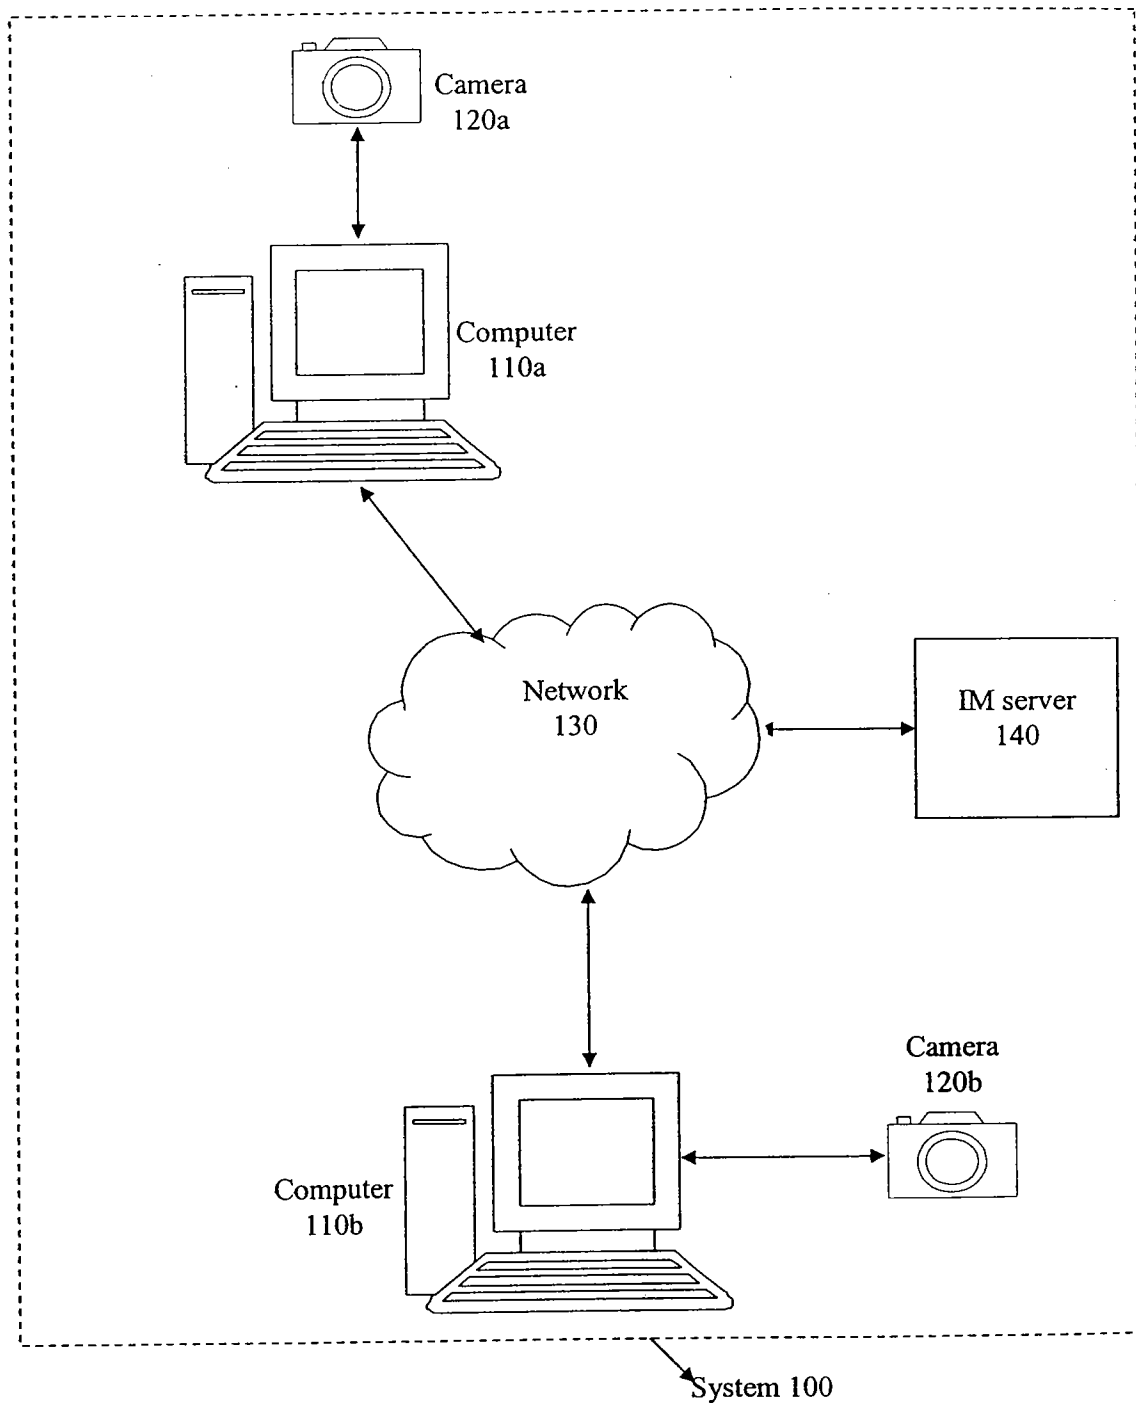 Camera
120a
Computer
110a
Network
130
IM server
140
Camera
120b
Computer
110b
System 100